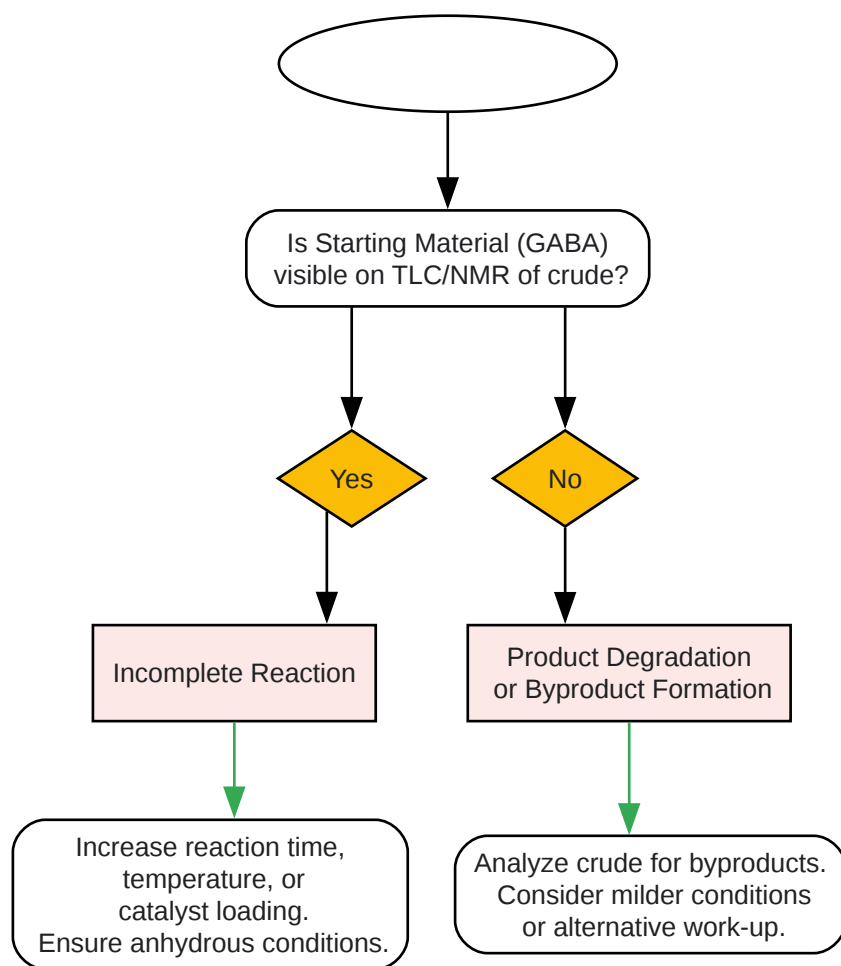 Is Starting Material (GABA)
visible on TLC/NMR of crude?
Yes
No
Incomplete Reaction
Product Degradation
or Byproduct Formation
Increase reaction time,
temperature, or
catalyst loading.
Ensure anhydrous conditions.
Analyze crude for byproducts.
Consider milder conditions
or alternative work-up.